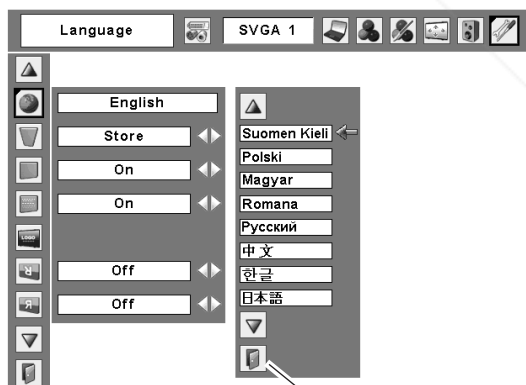 Language
SVGA 1
English
Store
On
On
LOGO
Off
Off
Suomen Kieli
Polski
Magyar
Romana
Русский
中文
한글
日本語
R
R